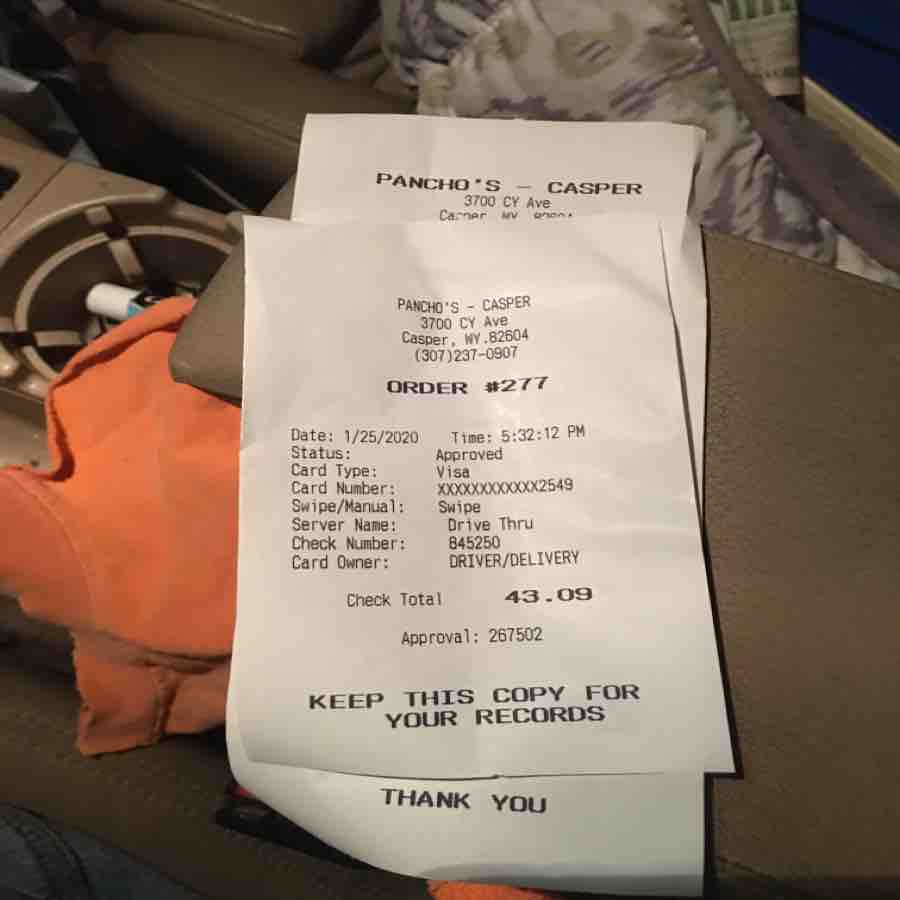 PANCHO'S - CASPER
3700 CY Ave
Casper, WY
PANCHO'S - CASPER
3700 CY Ave
Casper, WY.82604
(307)237-0907
ORDER #277
Date: 1/25/2020 Time: 5:32:12 PM
Status: Approved
Card Type: Visa
Card Number: XXXXXXXXXXXX2549
Swipe/Manual: Swipe
Server Name: Drive Thru
Check Number: 845250
Card Owner: DRIVER/DELIVERY
Check Total 43.09
Approval: 267502
KEEP THIS COPY FOR
YOUR RECORDS
THANK YOU